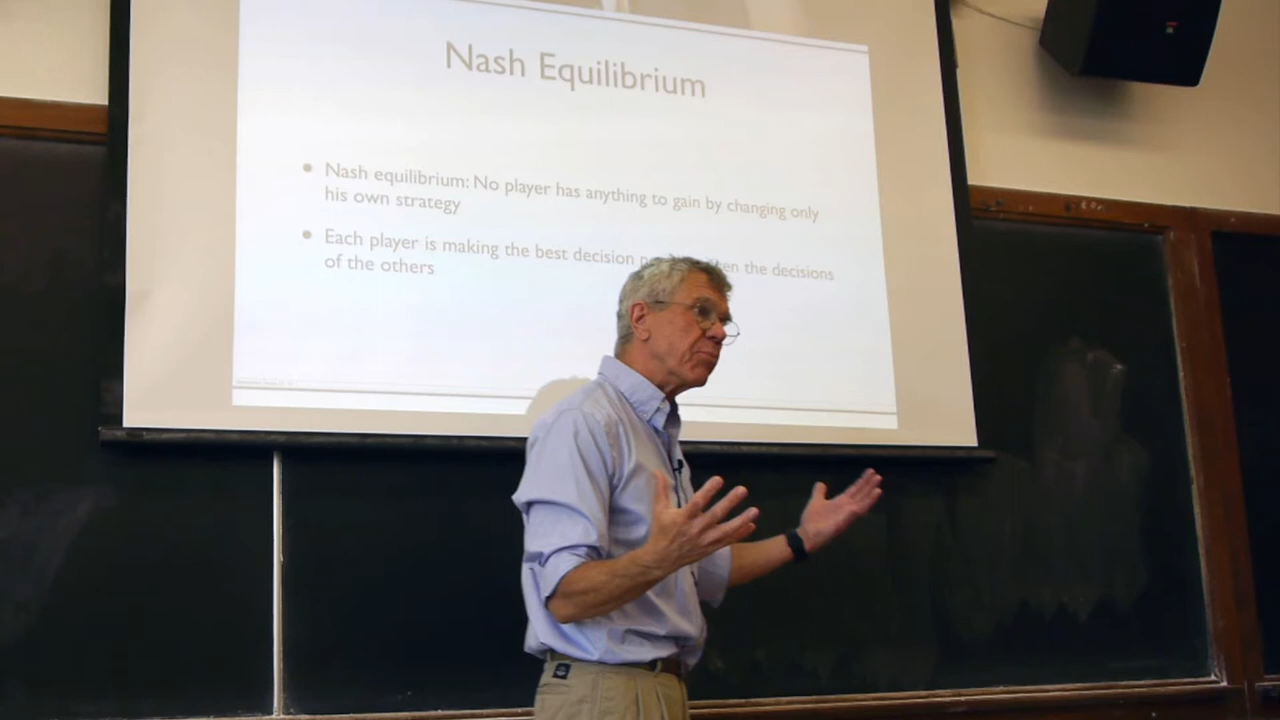 Nash Equilibrium
• Nash equilibrium: No player has anything to gain by changing only
his own strategy
• Each player is making the best decision the decisions
of the others